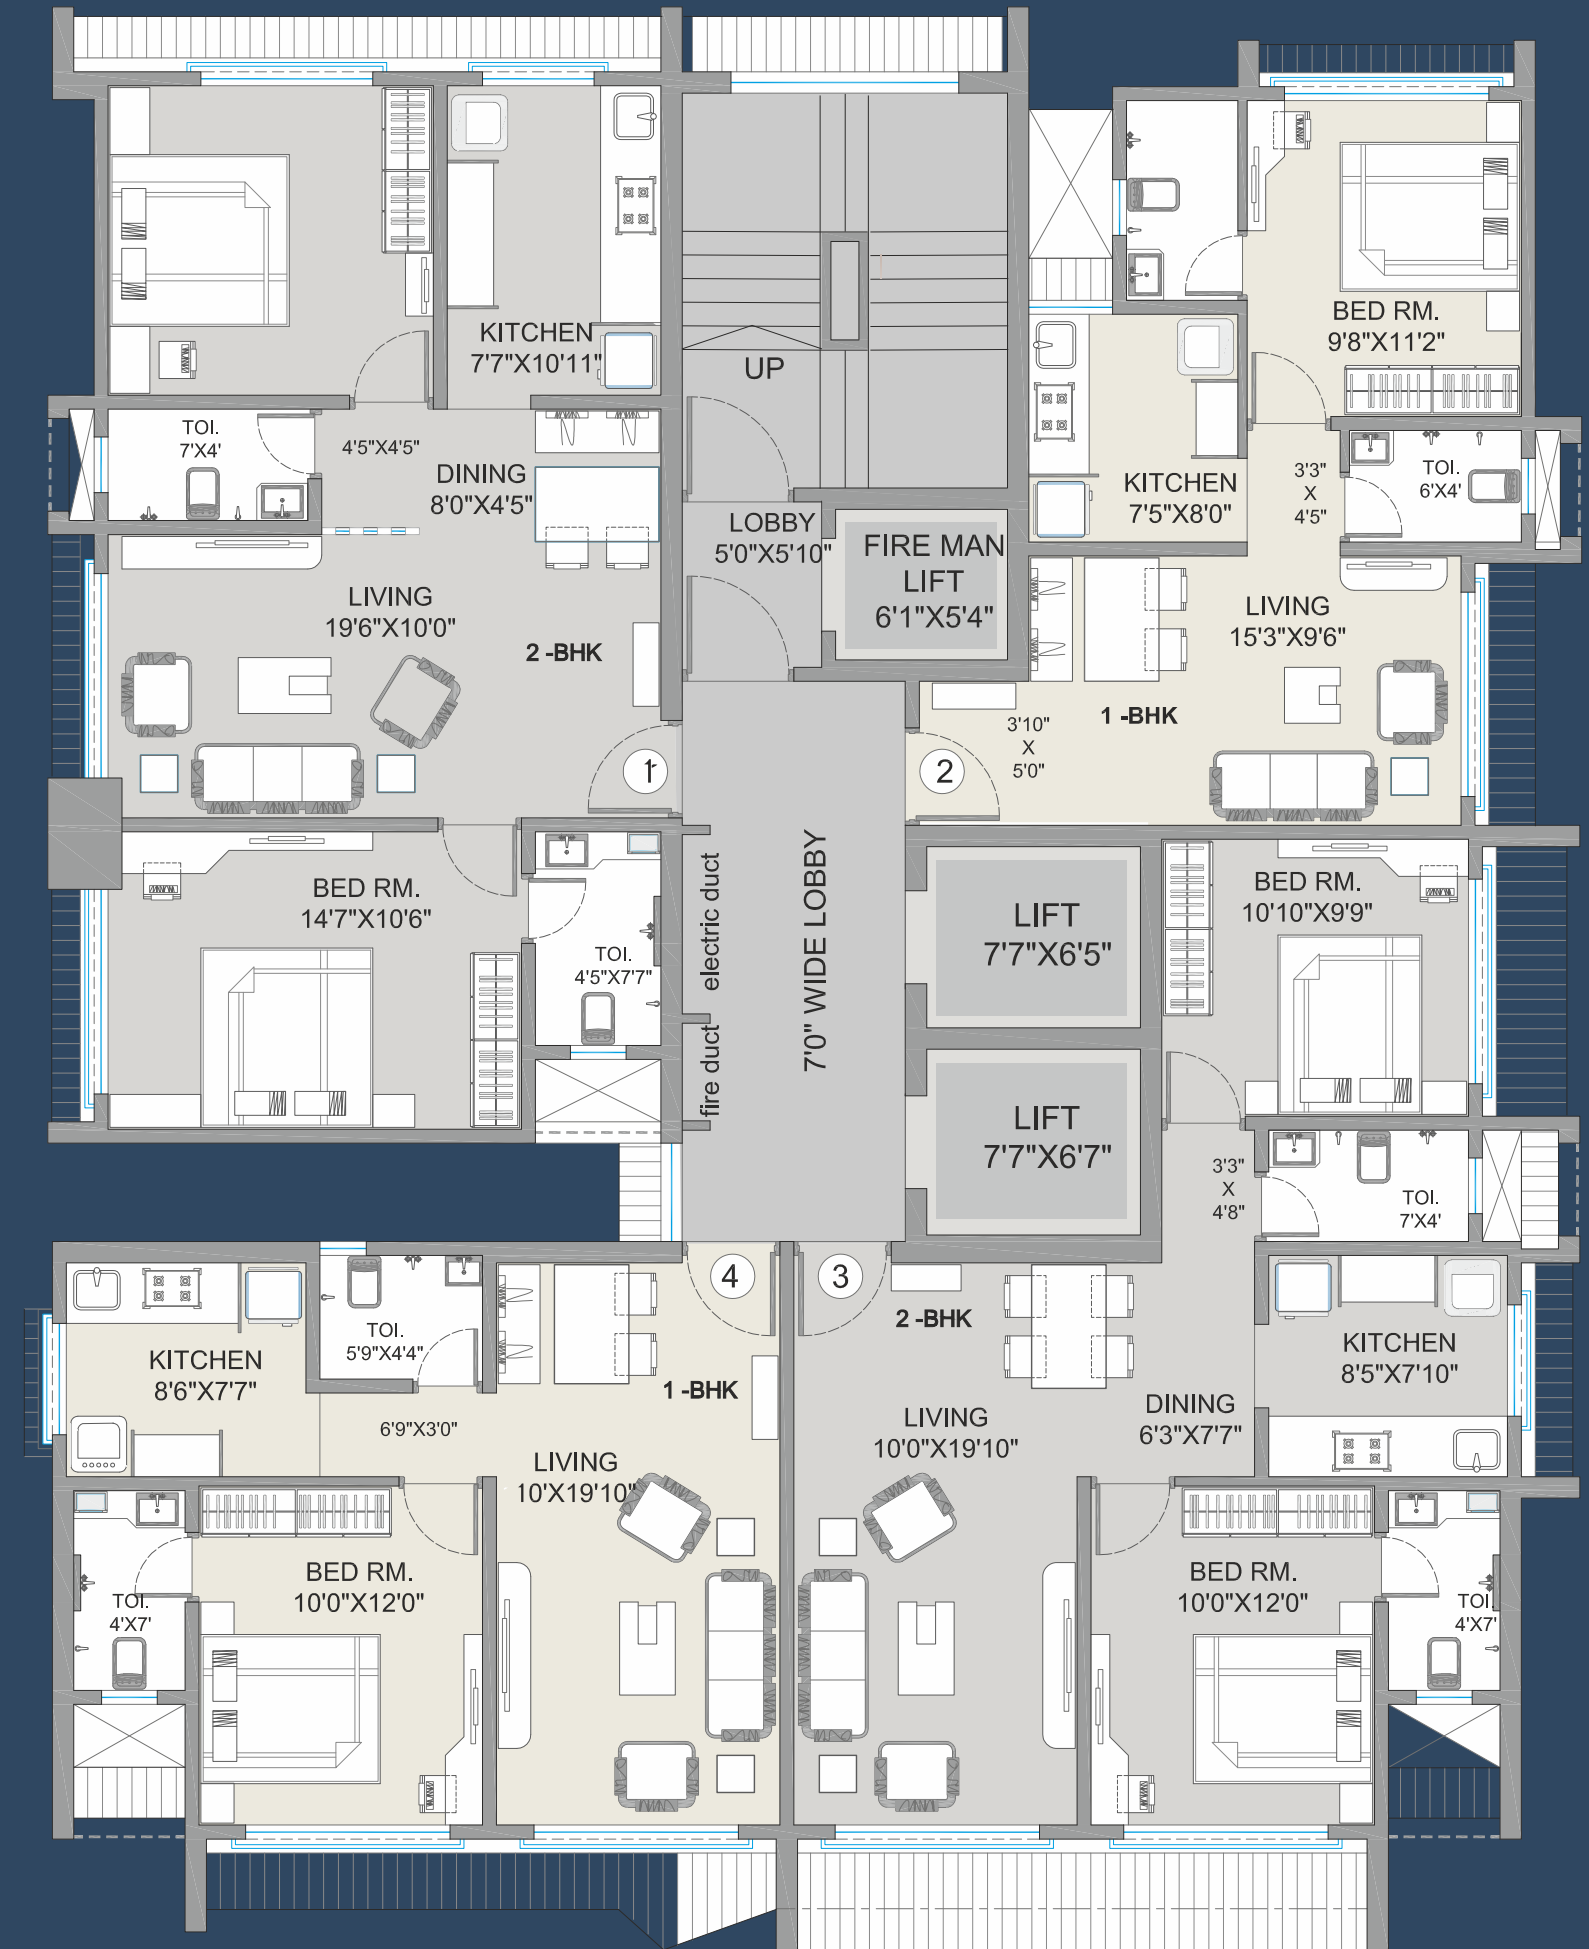 KITCHEN
7'7"X10'11"
UP
BED RM.
9'8"X11'2"
TOI.
7'X4'
4'5"X4'5"
DINING
8'0"X4'5"
LOBBY
5'0"X5'10"
FIRE MAN
LIFT
6'1"X5'4"
KITCHEN
7'5"X8'0"
3'3"
X
4'5"
TOI.
6'X4'
LIVING
19'6"X10'0"
2 -BHK
1
LIVING
15'3"X9'6"
1 -BHK
3'10"
X
5'0"
2
BED RM.
14'7"X10'6"
TOI.
4'5"X7'7"
electric duct
fire duct
7'0" WIDE LOBBY
LIFT
7'7"X6'5"
LIFT
7'7"X6'7"
BED RM.
10'10"X9'9"
3'3"
X
4'8"
TOI.
7'X4'
4
3
KITCHEN
8'6"X7'7"
TOI.
5'9"X4'4"
1 -BHK
6'9"X3'0"
LIVING
10'X19'10"
2 -BHK
LIVING
10'0"X19'10"
DINING
6'3"X7'7"
KITCHEN
8'5"X7'10"
TOI.
4'X7'
BED RM.
10'0"X12'0"
BED RM.
10'0"X12'0"
TOI.
4'X7'